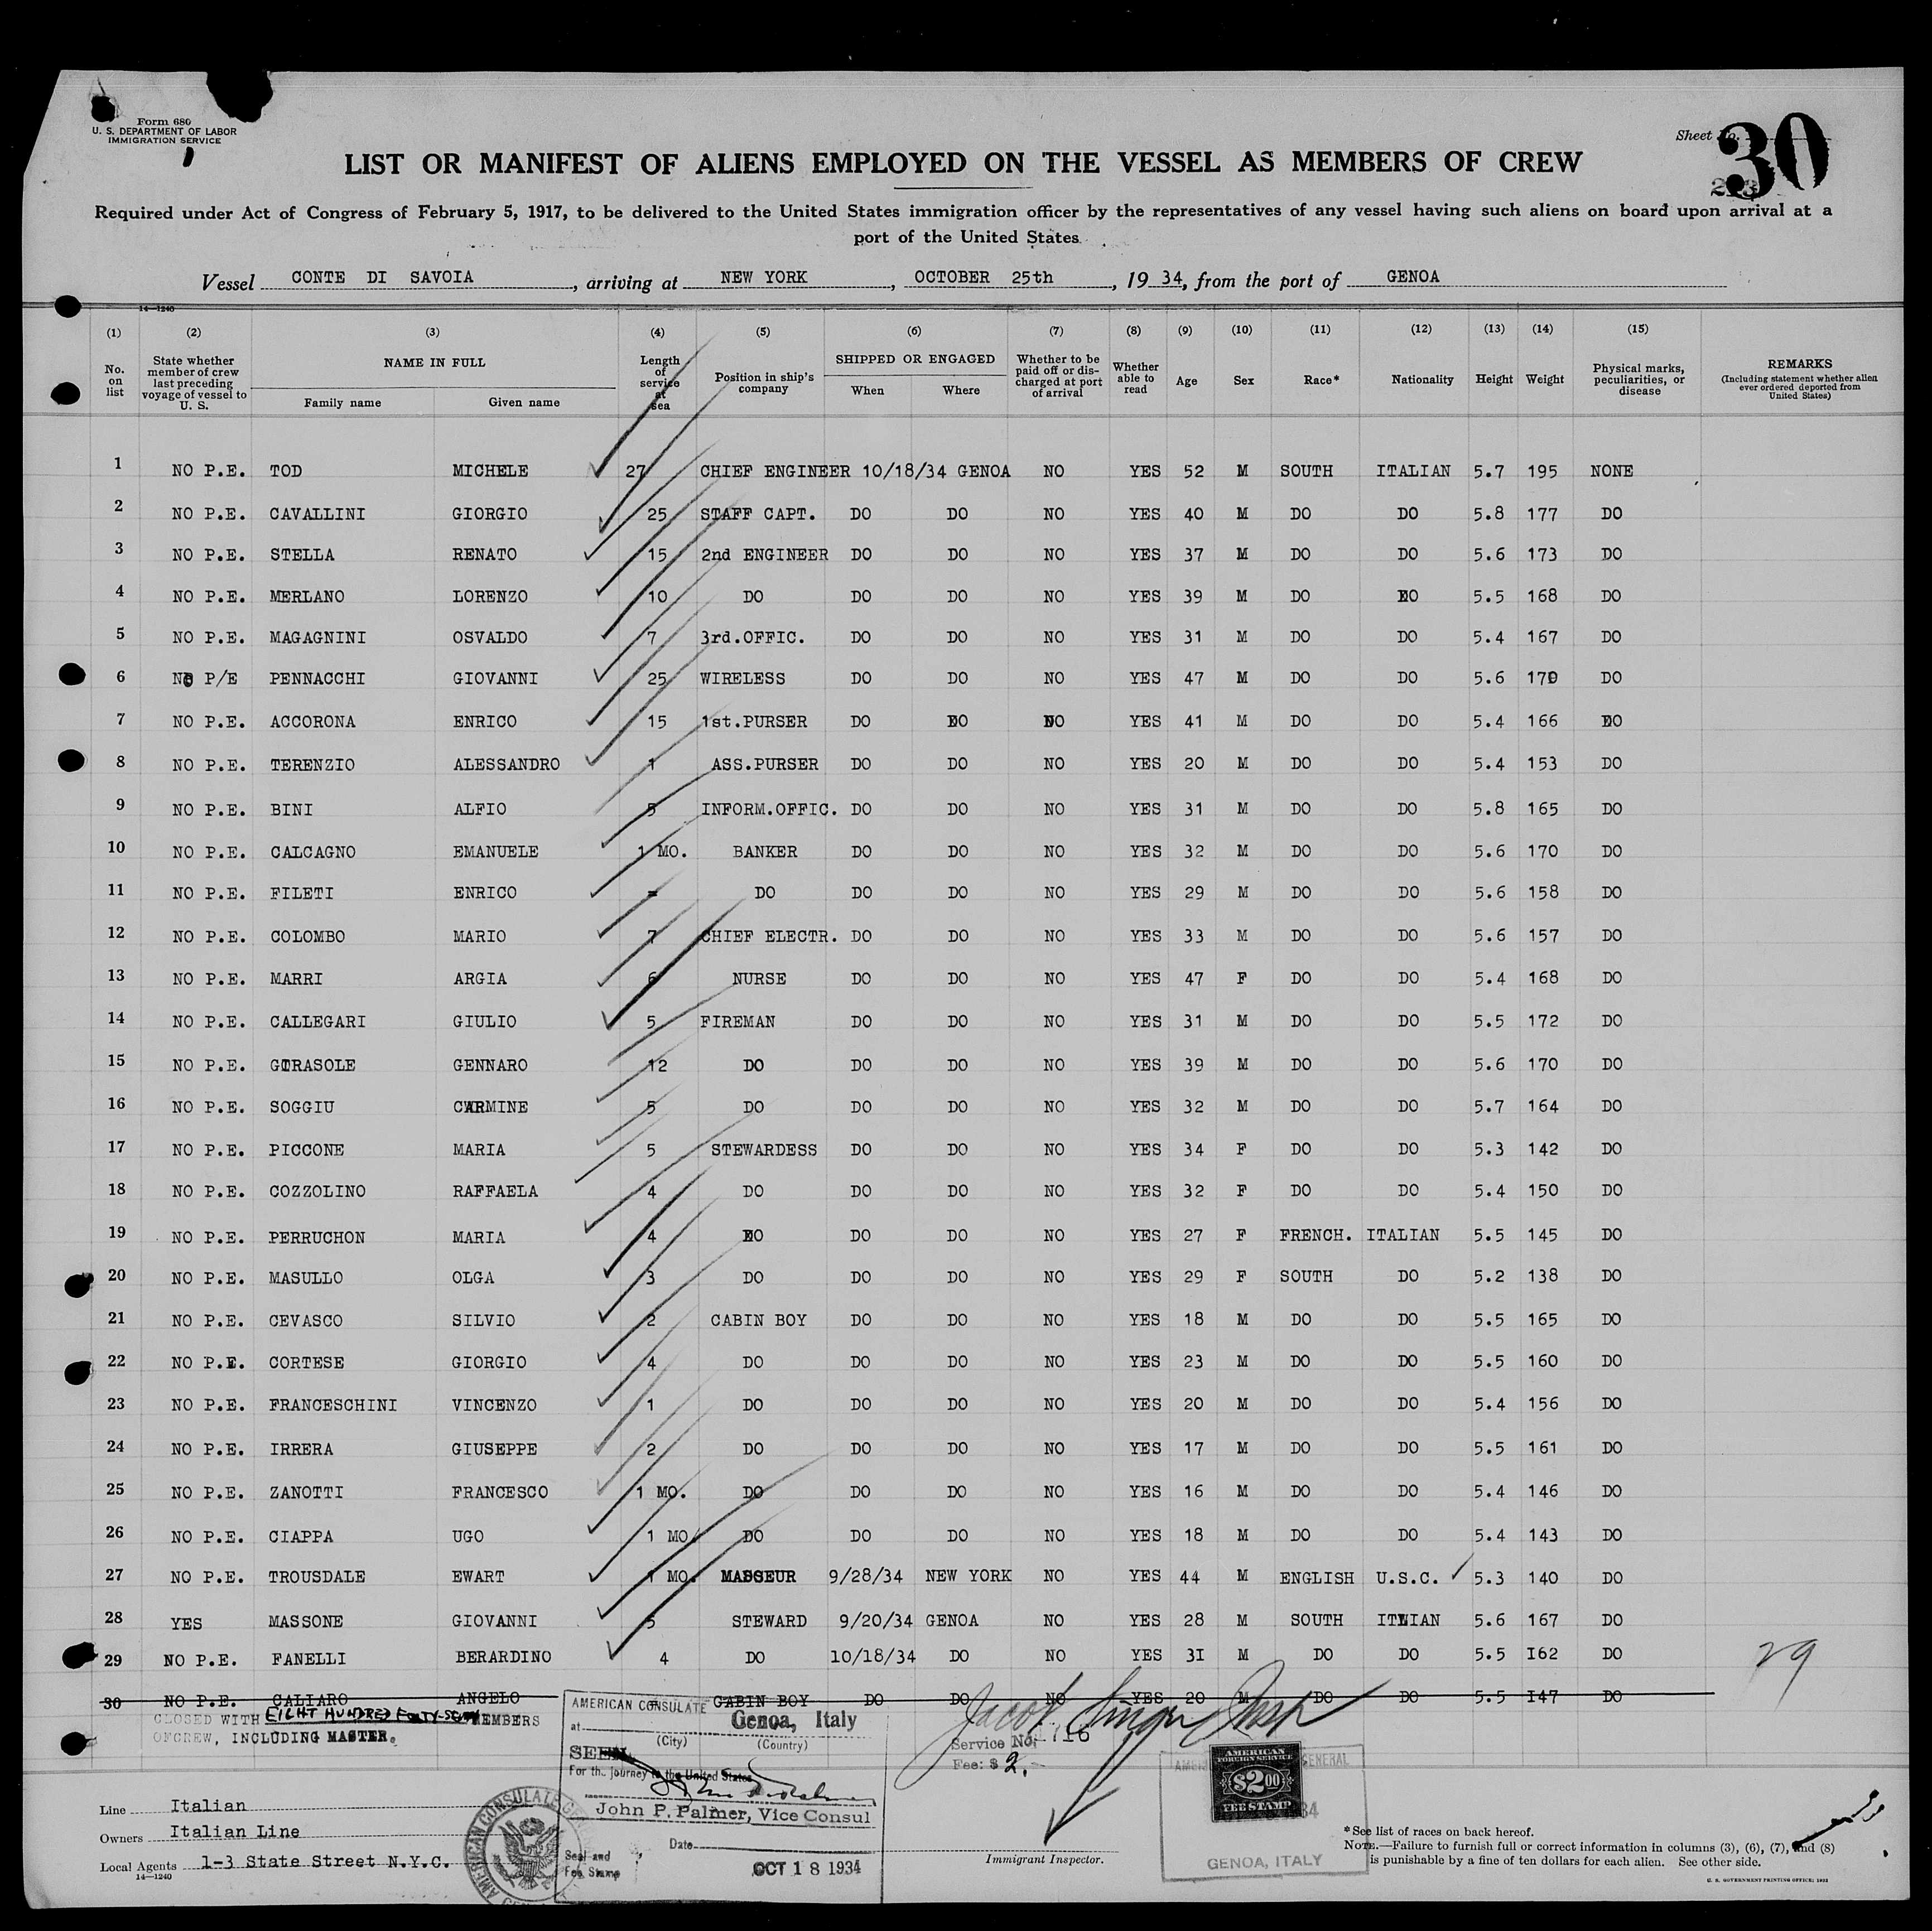 Form 680
U. S. DEPARTMENT OF LABOR
IMMIGRATION SERVICE
Sheet No.
30
LIST OR MANIFEST OF ALIENS EMPLOYED ON THE VESSEL AS MEMBERS OF CREW
Required under Act of Congress of February 5, 1917, to be delivered to the United States immigration officer by the representatives of any vessel having such aliens on board upon arrival at a
port of the United States
Vessel CONTE DI SAVOIA, arriving at NEW YORK, OCTOBER 25th, 1934, from the port of GENOA
14—1240
(1) (2) (3) (4) (5) (6) (7) (8) (9) (10) (11) (12) (13) (14) (15)
No. on list | State whether member of crew last preceding voyage of vessel to U. S. | NAME IN FULL Family name Given name | Length of service at sea | Position in ship's company | SHIPPED OR ENGAGED When Where | Whether to be paid off or discharged at port of arrival | Whether able to read | Age | Sex | Race* | Nationality | Height | Weight | Physical marks, peculiarities, or disease | REMARKS (Including statement whether alien ever ordered deported from United States)
1 NO P.E. TOD MICHELE 27 CHIEF ENGINEER 10/18/34 GENOA NO YES 52 M SOUTH ITALIAN 5.7 195 NONE
2 NO P.E. CAVALLINI GIORGIO 25 STAFF CAPT. DO DO NO YES 40 M DO DO 5.8 177 DO
3 NO P.E. STELLA RENATO 15 2nd ENGINEER DO DO NO YES 37 M DO DO 5.6 173 DO
4 NO P.E. MERLANO LORENZO 10 DO DO DO NO YES 39 M DO DO 5.5 168 DO
5 NO P.E. MAGAGNINI OSVALDO 7 3rd.OFFIC. DO DO NO YES 31 M DO DO 5.4 167 DO
6 NO P/E PENNACCHI GIOVANNI 25 WIRELESS DO DO NO YES 47 M DO DO 5.6 170 DO
7 NO P.E. ACCORONA ENRICO 15 1st.PURSER DO DO NO YES 41 M DO DO 5.4 166 DO
8 NO P.E. TERENZIO ALESSANDRO 1 ASS.PURSER DO DO NO YES 20 M DO DO 5.4 153 DO
9 NO P.E. BINI ALFIO 5 INFORM.OFFIC. DO DO NO YES 31 M DO DO 5.8 165 DO
10 NO P.E. CALCAGNO EMANUELE 1 MO. BANKER DO DO NO YES 32 M DO DO 5.6 170 DO
11 NO P.E. FILETI ENRICO = DO DO DO NO YES 29 M DO DO 5.6 158 DO
12 NO P.E. COLOMBO MARIO 7 CHIEF ELECTR. DO DO NO YES 33 M DO DO 5.6 157 DO
13 NO P.E. MARRI ARGIA 6 NURSE DO DO NO YES 47 F DO DO 5.4 168 DO
14 NO P.E. CALLEGARI GIULIO 5 FIREMAN DO DO NO YES 31 M DO DO 5.5 172 DO
15 NO P.E. GIRASOLE GENNARO 12 DO DO DO NO YES 39 M DO DO 5.6 170 DO
16 NO P.E. SOGGIU CARMINE 5 DO DO DO NO YES 32 M DO DO 5.7 164 DO
17 NO P.E. PICCONE MARIA 5 STEWARDESS DO DO NO YES 34 F DO DO 5.3 142 DO
18 NO P.E. COZZOLINO RAFFAELA 4 DO DO DO NO YES 32 F DO DO 5.4 150 DO
19 NO P.E. PERRUCHON MARIA 4 DO DO DO NO YES 27 F FRENCH. ITALIAN 5.5 145 DO
20 NO P.E. MASULLO OLGA 3 DO DO DO NO YES 29 F SOUTH DO 5.2 138 DO
21 NO P.E. CEVASCO SILVIO 2 CABIN BOY DO DO NO YES 18 M DO DO 5.5 165 DO
22 NO P.E. CORTESE GIORGIO 4 DO DO DO NO YES 23 M DO DO 5.5 160 DO
23 NO P.E. FRANCESCHINI VINCENZO 1 DO DO DO NO YES 20 M DO DO 5.4 156 DO
24 NO P.E. IRRERA GIUSEPPE 2 DO DO DO NO YES 17 M DO DO 5.5 161 DO
25 NO P.E. ZANOTTI FRANCESCO 1 MO. DO DO DO NO YES 16 M DO DO 5.4 146 DO
26 NO P.E. CIAPPA UGO 1 MO. DO DO DO NO YES 18 M DO DO 5.4 143 DO
27 NO P.E. TROUSDALE EWART 1 MO. MASSEUR 9/28/34 NEW YORK NO YES 44 M ENGLISH U.S.C. 5.3 140 DO
28 YES MASSONE GIOVANNI 5 STEWARD 9/20/34 GENOA NO YES 28 M SOUTH ITLIAN 5.6 167 DO
29 NO P.E. FANELLI BERARDINO 4 DO 10/18/34 DO NO YES 3I M DO DO 5.5 I62 DO 29
30 NO P.E. CALIARO ANGELO CABIN BOY DO DO NO YES 20 M DO DO 5.5 I47 DO
CLOSED WITH EIGHT HUNDRED FORTY-SEVEN MEMBERS
OFCREW, INCLUDING MASTER.
AMERICAN CONSULATE
at Genoa, Italy
(City) (Country)
SEEN
For the journey to the United States
John P. Palmer, Vice Consul
Date
OCT 18 1934
Seal and
Fee Stamp
AMERICAN CONSULATE GENERAL
Jacob Insp
Service No. 716
Fee: $ 2.
Immigrant Inspector.
AMERICAN
FOREIGN SERVICE
$2.00
FEE STAMP
GENERAL
34
GENOA, ITALY
Line Italian
Owners Italian Line
Local Agents 1-3 State Street N.Y.C.
14—1240
*See list of races on back hereof.
NOTE.—Failure to furnish full or correct information in columns (3), (6), (7), and (8)
is punishable by a fine of ten dollars for each alien. See other side.
U. S. GOVERNMENT PRINTING OFFICE: 1932